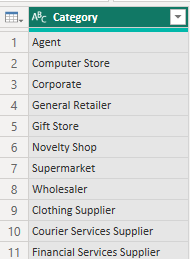 ABC Category
1 Agent
2 Computer Store
3 Corporate
4 General Retailer
5 Gift Store
6 Novelty Shop
7 Supermarket
8 Wholesaler
9 Clothing Supplier
10 Courier Services Supplier
11 Financial Services Supplier